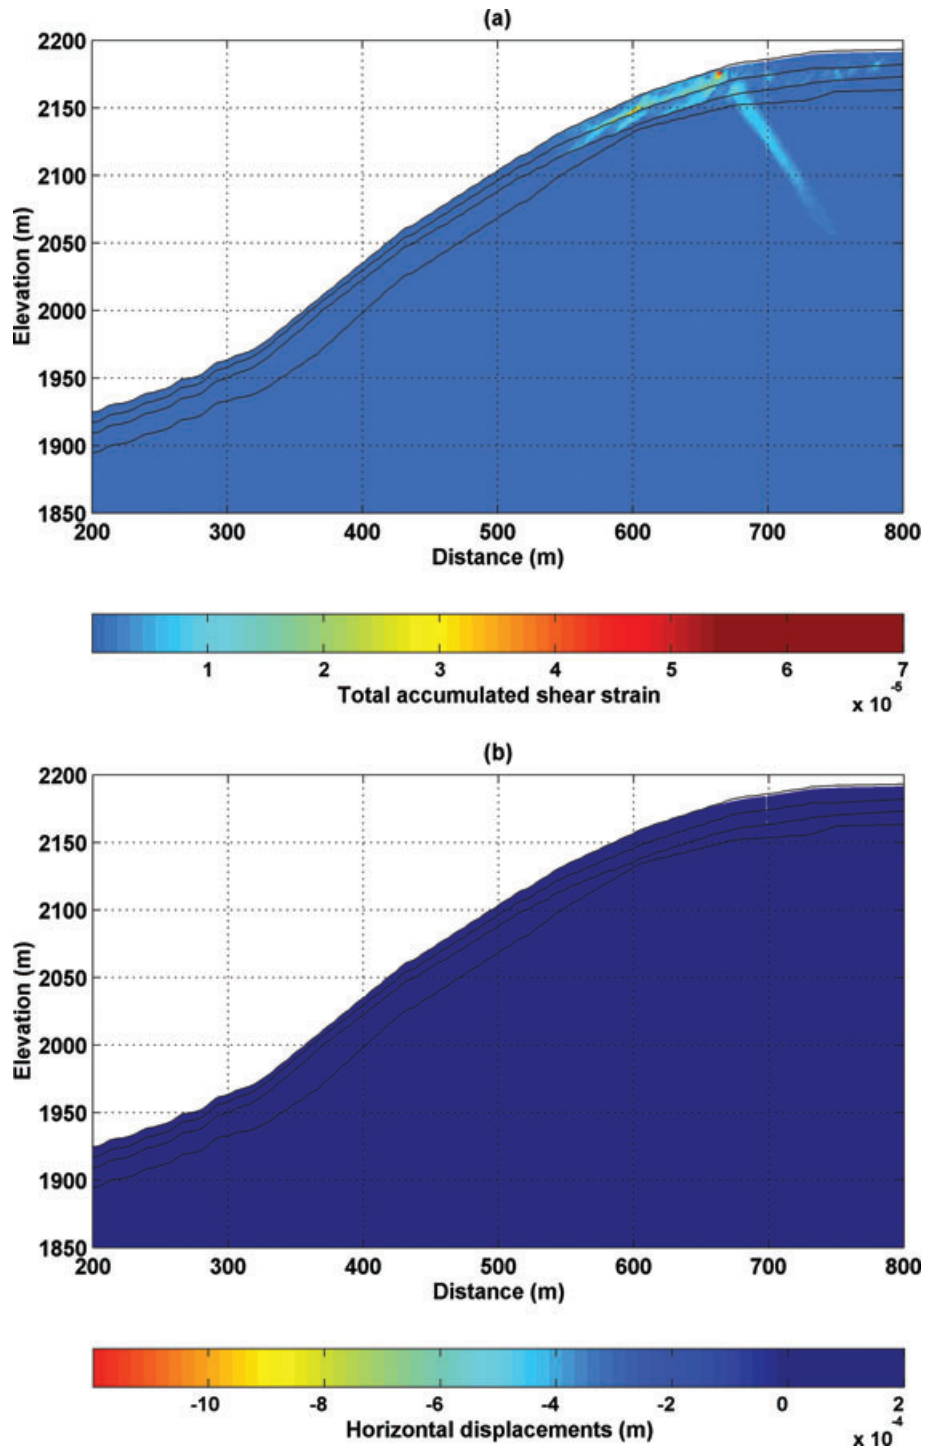 (a)
2200
2150
2100
2050
2000
1950
1900
1850
Elevation (m)
200 300 400 500 600 700 800
Distance (m)
1 2 3 4 5 6 7
Total accumulated shear strain
x 10^-5
(b)
2200
2150
2100
2050
2000
1950
1900
1850
Elevation (m)
200 300 400 500 600 700 800
Distance (m)
-10 -8 -6 -4 -2 0 2
Horizontal displacements (m)
x 10^-4